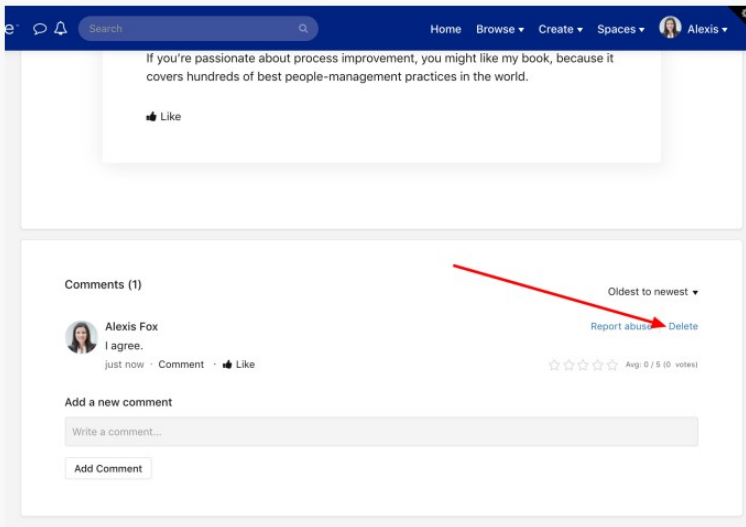 Search
Home Browse Create Spaces Alexis
If you're passionate about process improvement, you might like my book, because it
covers hundreds of best people-management practices in the world.
Like
Comments (1)
Oldest to newest
Alexis Fox
Report abuse Delete
I agree.
just now · Comment · Like
Avg: 0 / 5 (0 votes)
Add a new comment
Write a comment...
Add Comment